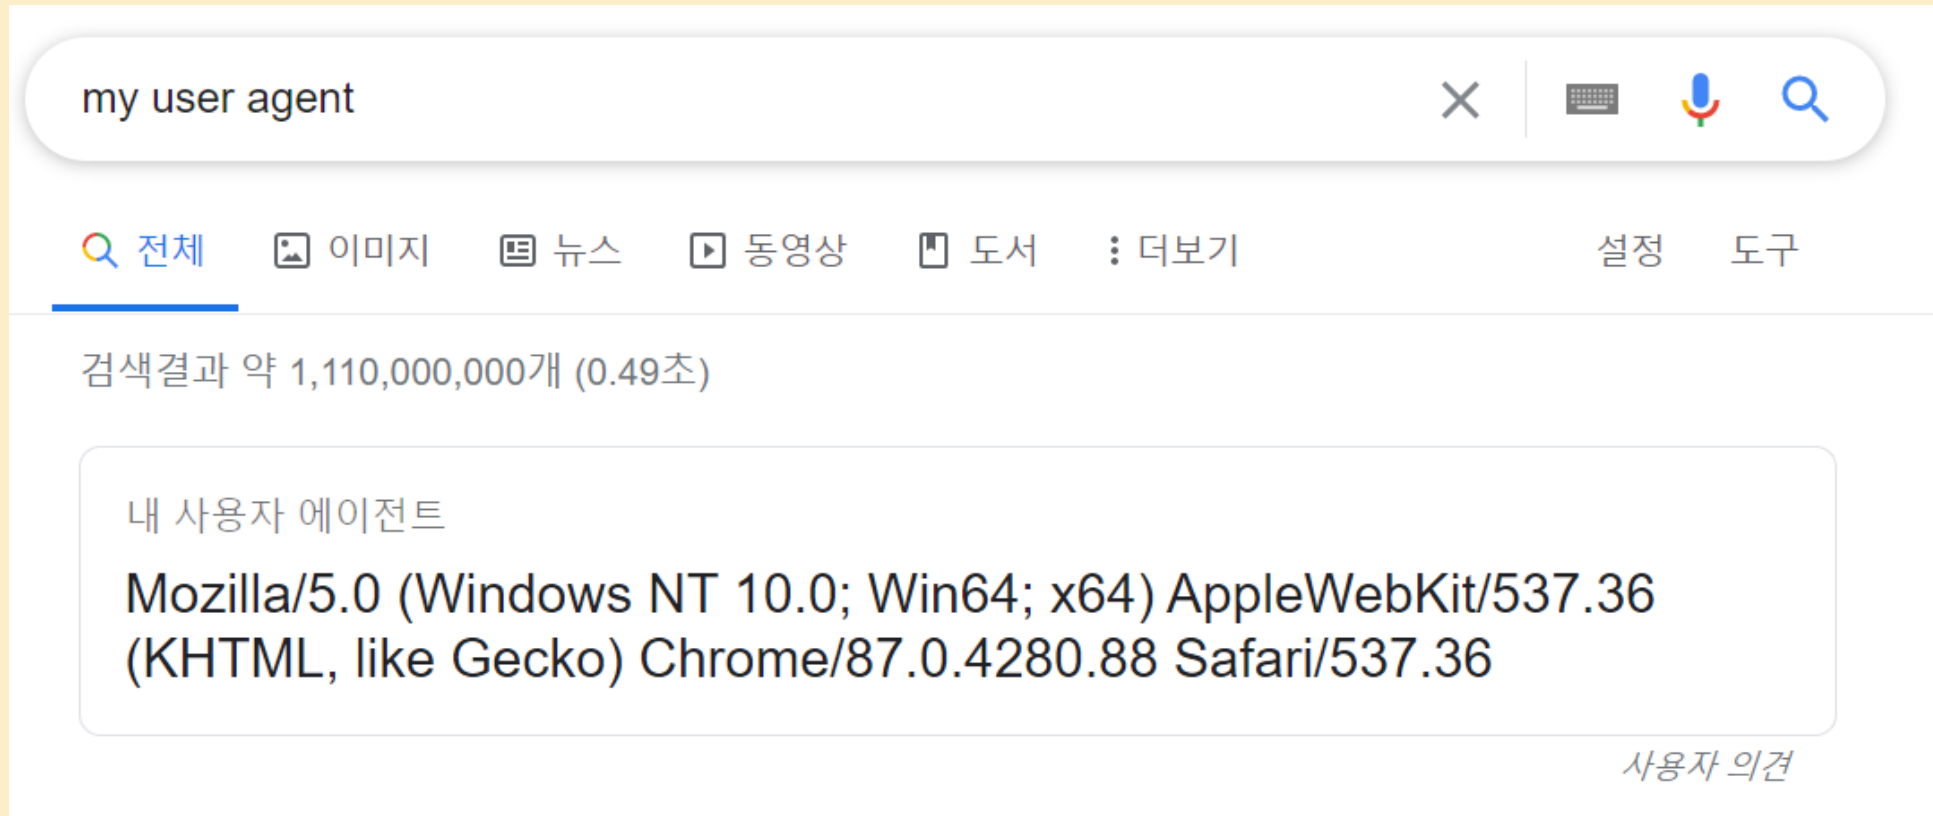 my user agent
전체 이미지 뉴스 동영상 도서 더보기 설정 도구
검색결과 약 1,110,000,000개 (0.49초)
내 사용자 에이전트
Mozilla/5.0 (Windows NT 10.0; Win64; x64) AppleWebKit/537.36
(KHTML, like Gecko) Chrome/87.0.4280.88 Safari/537.36
사용자 의견